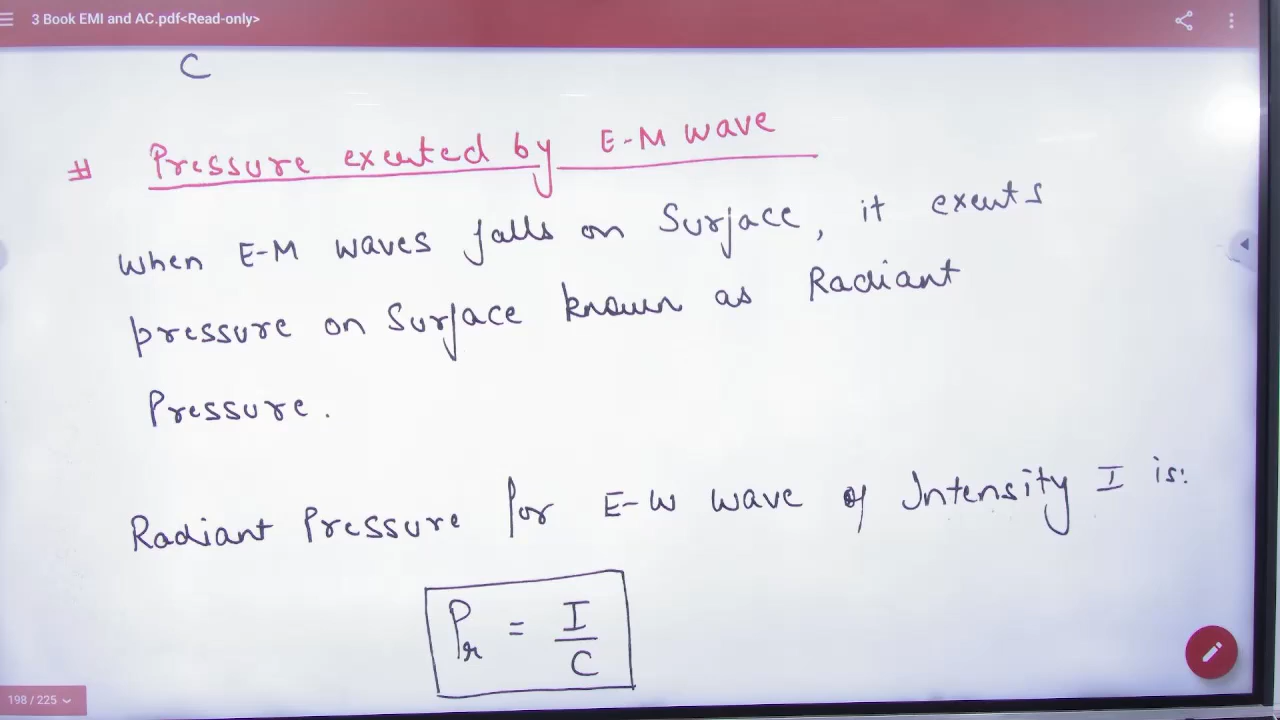 3 Book EMI and AC.pdf<Read-only>
C
# Pressure exerted by E-M wave
When E-M waves falls on Surface, it exerts
pressure on Surface known as Radiant
Pressure.
Radiant Pressure for E-W wave of Intensity I is:
Pr = I/C
198 / 225